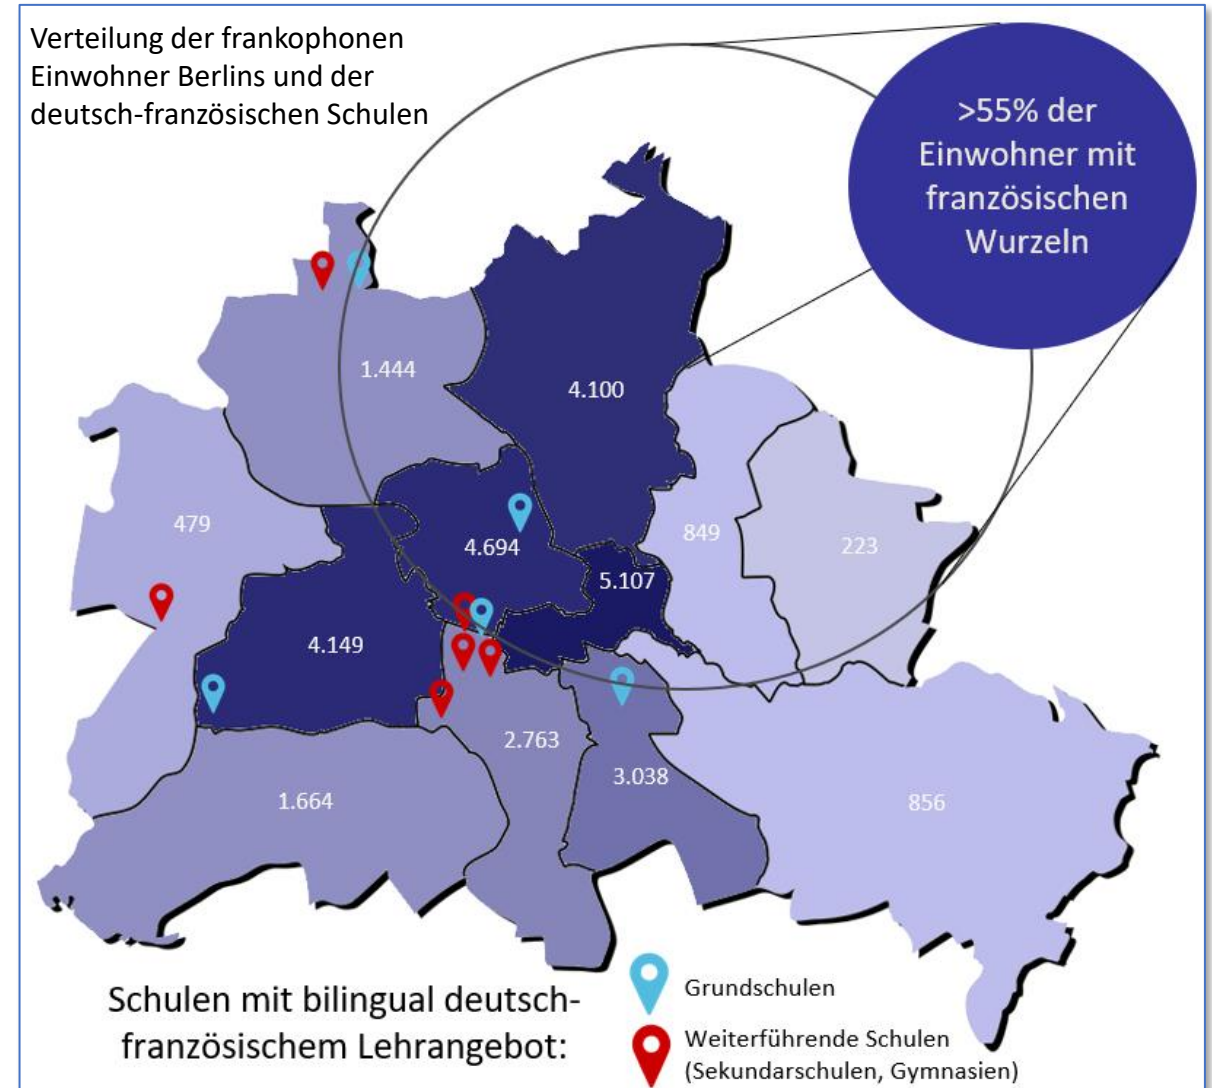 Verteilung der frankophonen
Einwohner Berlins und der
deutsch-französischen Schulen
>55% der
Einwohner mit
französischen
Wurzeln
1.444
4.100
479
4.694
849
223
5.107
4.149
2.763
3.038
1.664
856
Schulen mit bilingual deutsch-
französischem Lehrangebot:
Grundschulen
Weiterführende Schulen
(Sekundarschulen, Gymnasien)